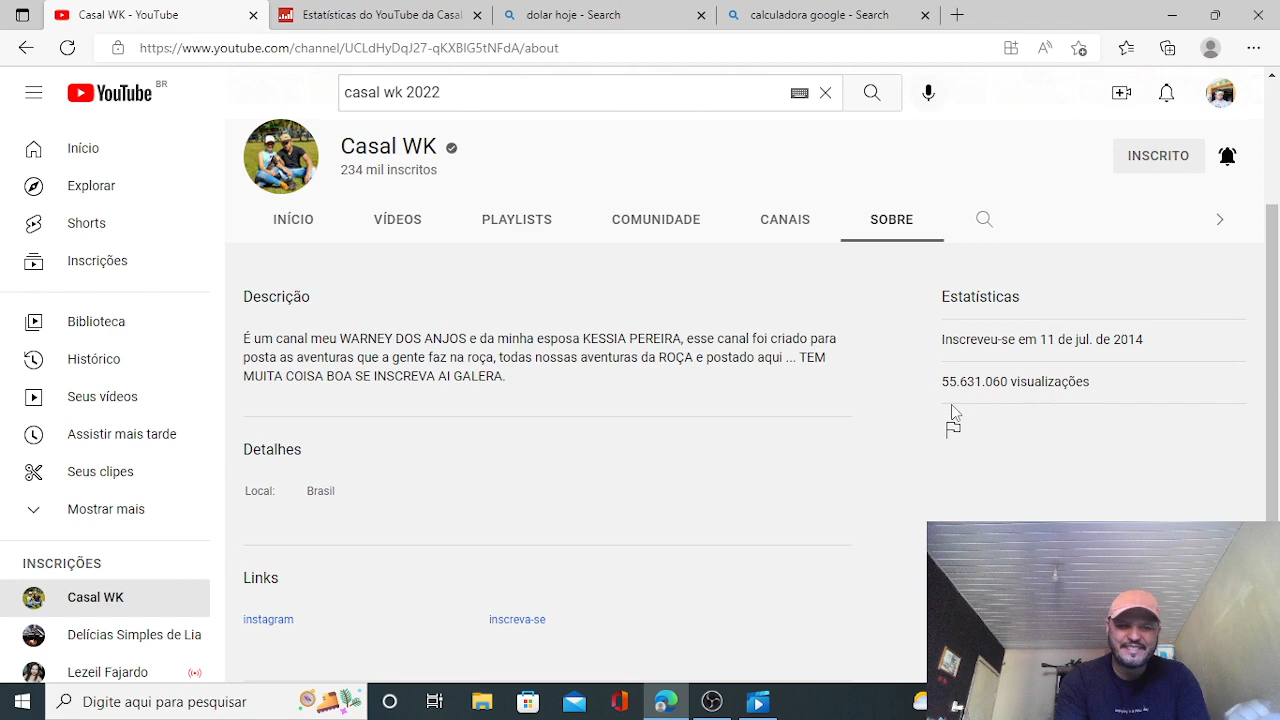 Casal WK - YouTube
Estatísticas do YouTube da Casal
dolar hoje - Search
calculadora google - Search
https://www.youtube.com/channel/UCLdHyDqJ27-qKXBIG5tNFdA/about
YouTube BR
casal wk 2022
Início
Explorar
Shorts
Inscrições
Biblioteca
Histórico
Seus vídeos
Assistir mais tarde
Seus clipes
Mostrar mais
INSCRIÇÕES
Casal WK
Delícias Simples de Lia
Lezeil Fajardo
Casal WK
234 mil inscritos
INSCRITO
INÍCIO
VÍDEOS
PLAYLISTS
COMUNIDADE
CANAIS
SOBRE
Descrição
É um canal meu WARNEY DOS ANJOS e da minha esposa KESSIA PEREIRA, esse canal foi criado para
posta as aventuras que a gente faz na roça, todas nossas aventuras da ROÇA e postado aqui ... TEM
MUITA COISA BOA SE INSCREVA AI GALERA.
Detalhes
Local: Brasil
Links
instagram
inscreva-se
Estatísticas
Inscreveu-se em 11 de jul. de 2014
55.631.060 visualizações
Digite aqui para pesquisar